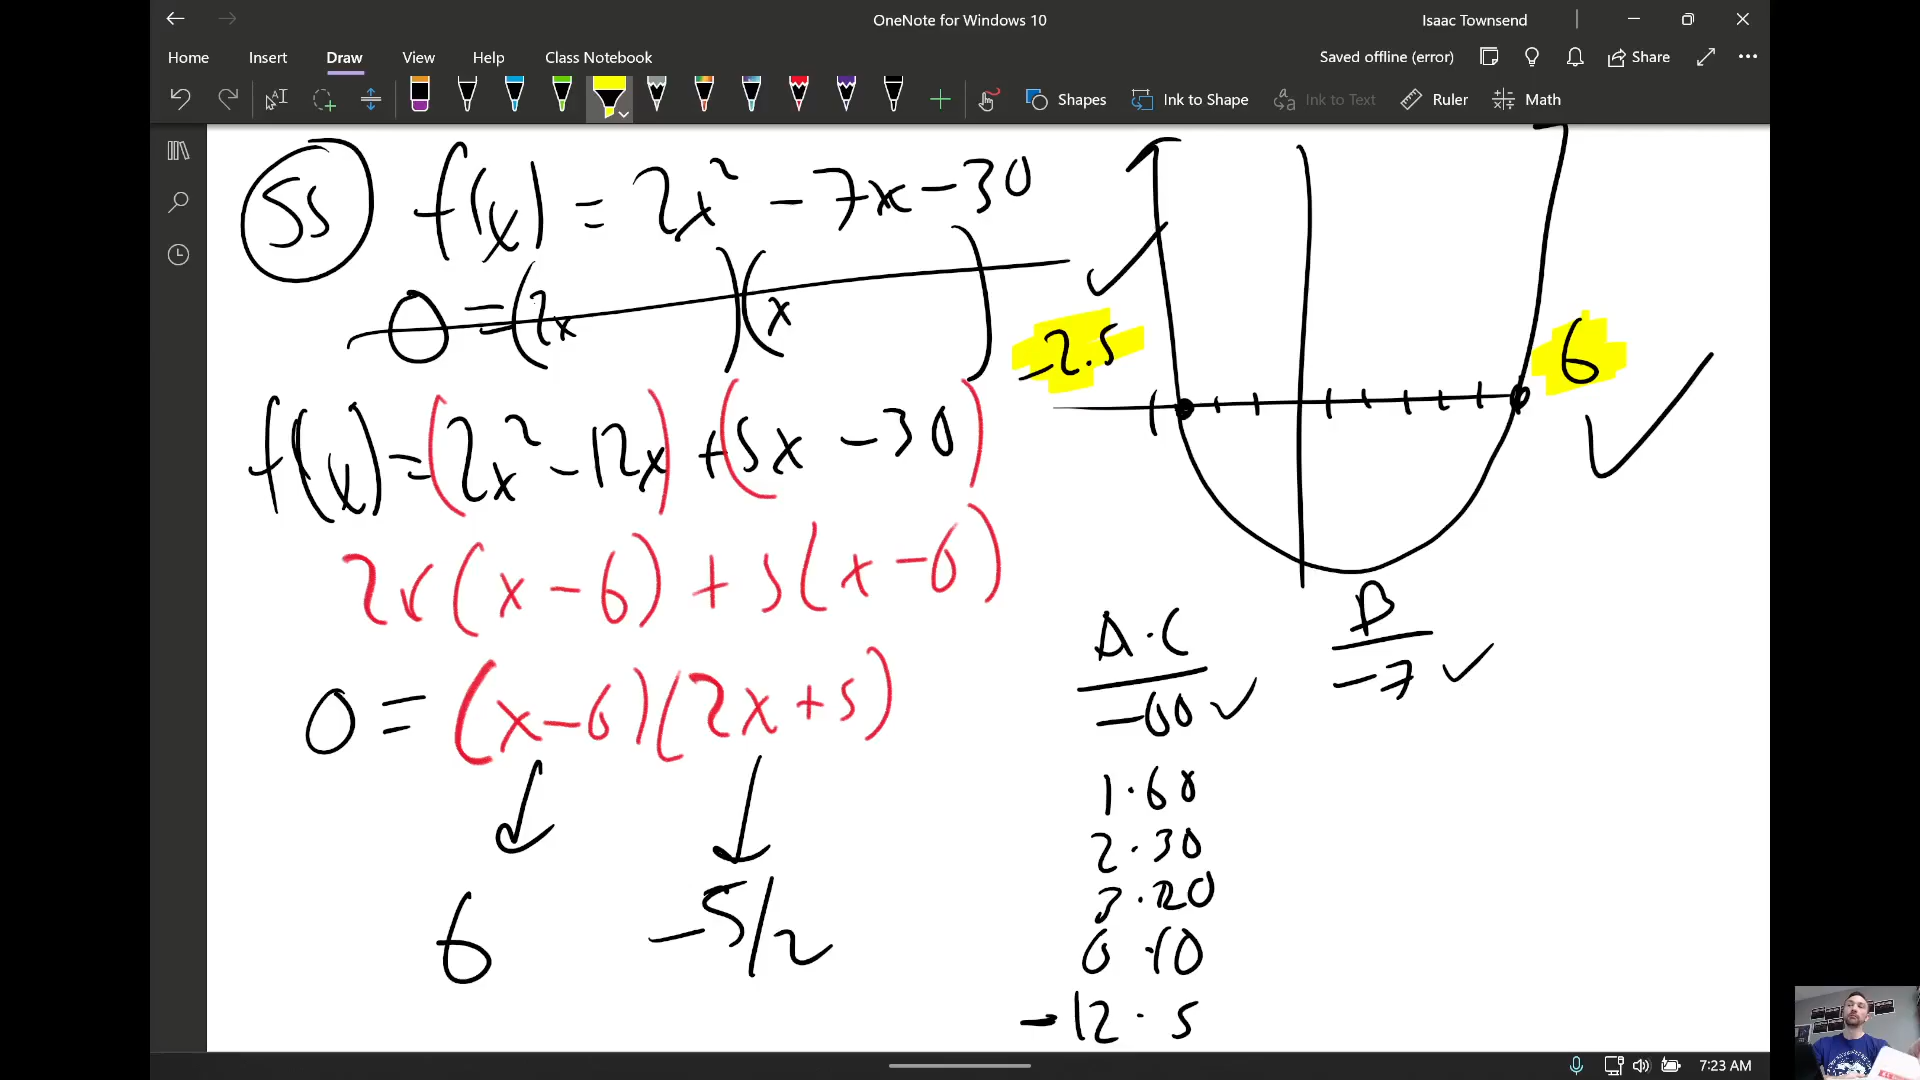 OneNote for Windows 10
Isaac Townsend
Home Insert Draw View Help Class Notebook
Saved offline (error) Share
Shapes Ink to Shape Ink to Text Ruler Math
55 f(x) = 2x² - 7x - 30
0 = (2x )(x )
-2.5 6
f(x) = (2x² - 12x) + (5x - 30)
2x(x - 6) + 5(x - 6)
0 = (x - 6)(2x + 5)
6 -5/2
A·C B
-60 -7
1·60
2·30
3·20
6·10
-12·5
7:23 AM